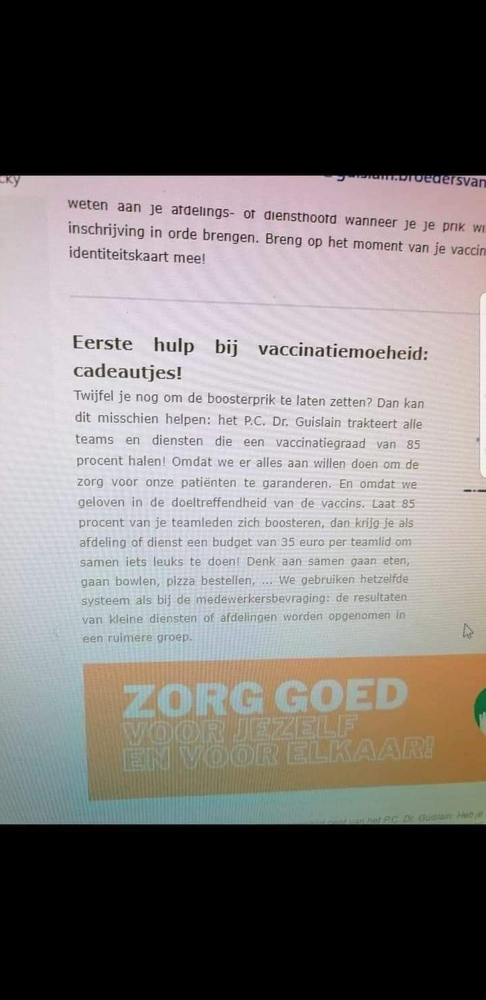 weten aan je afdelings- of diensthoofd wanneer je je prik
inschrijving in orde brengen. Breng op het moment van je
identiteitskaart mee!
Eerste hulp bij vaccinatiemoeheid:
cadeautjes!
Twijfel je nog om de boosterprik te laten zetten? Dan kan
dit misschien helpen: het P.C. Dr. Guislain trakteert alle
teams en diensten die een vaccinatiegraad van 85
procent halen! Omdat we er alles aan willen doen om de
zorg voor onze patiënten te garanderen. En omdat we
geloven in de doeltreffendheid van de vaccins. Laat 85
procent van je teamleden zich boosteren, dan krijg je als
afdeling of dienst een budget van 35 euro per teamlid om
samen iets leuks te doen! Denk aan samen gaan eten,
gaan bowlen, pizza bestellen, ... We gebruiken hetzelfde
systeem als bij de medewerkersbevraging: de resultaten
van kleine diensten of afdelingen worden opgenomen in
een ruimere groep.
ZORG GOED
VOOR JEZELF
EN VOOR ELKAAR!
van het P.C. Dr. Guislain. Heb je